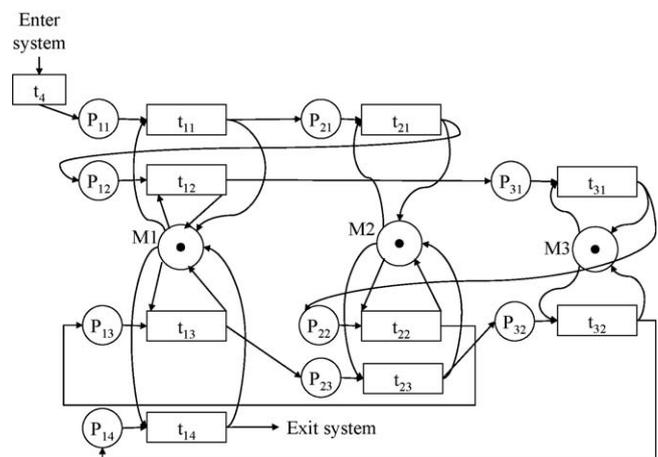 Enter
system
t4
P11 t11 P21 t21
P12 t12 P31 t31
M1 M2 M3
P13 t13 P22 t22 P32 t32
P23 t23
P14 t14 Exit system